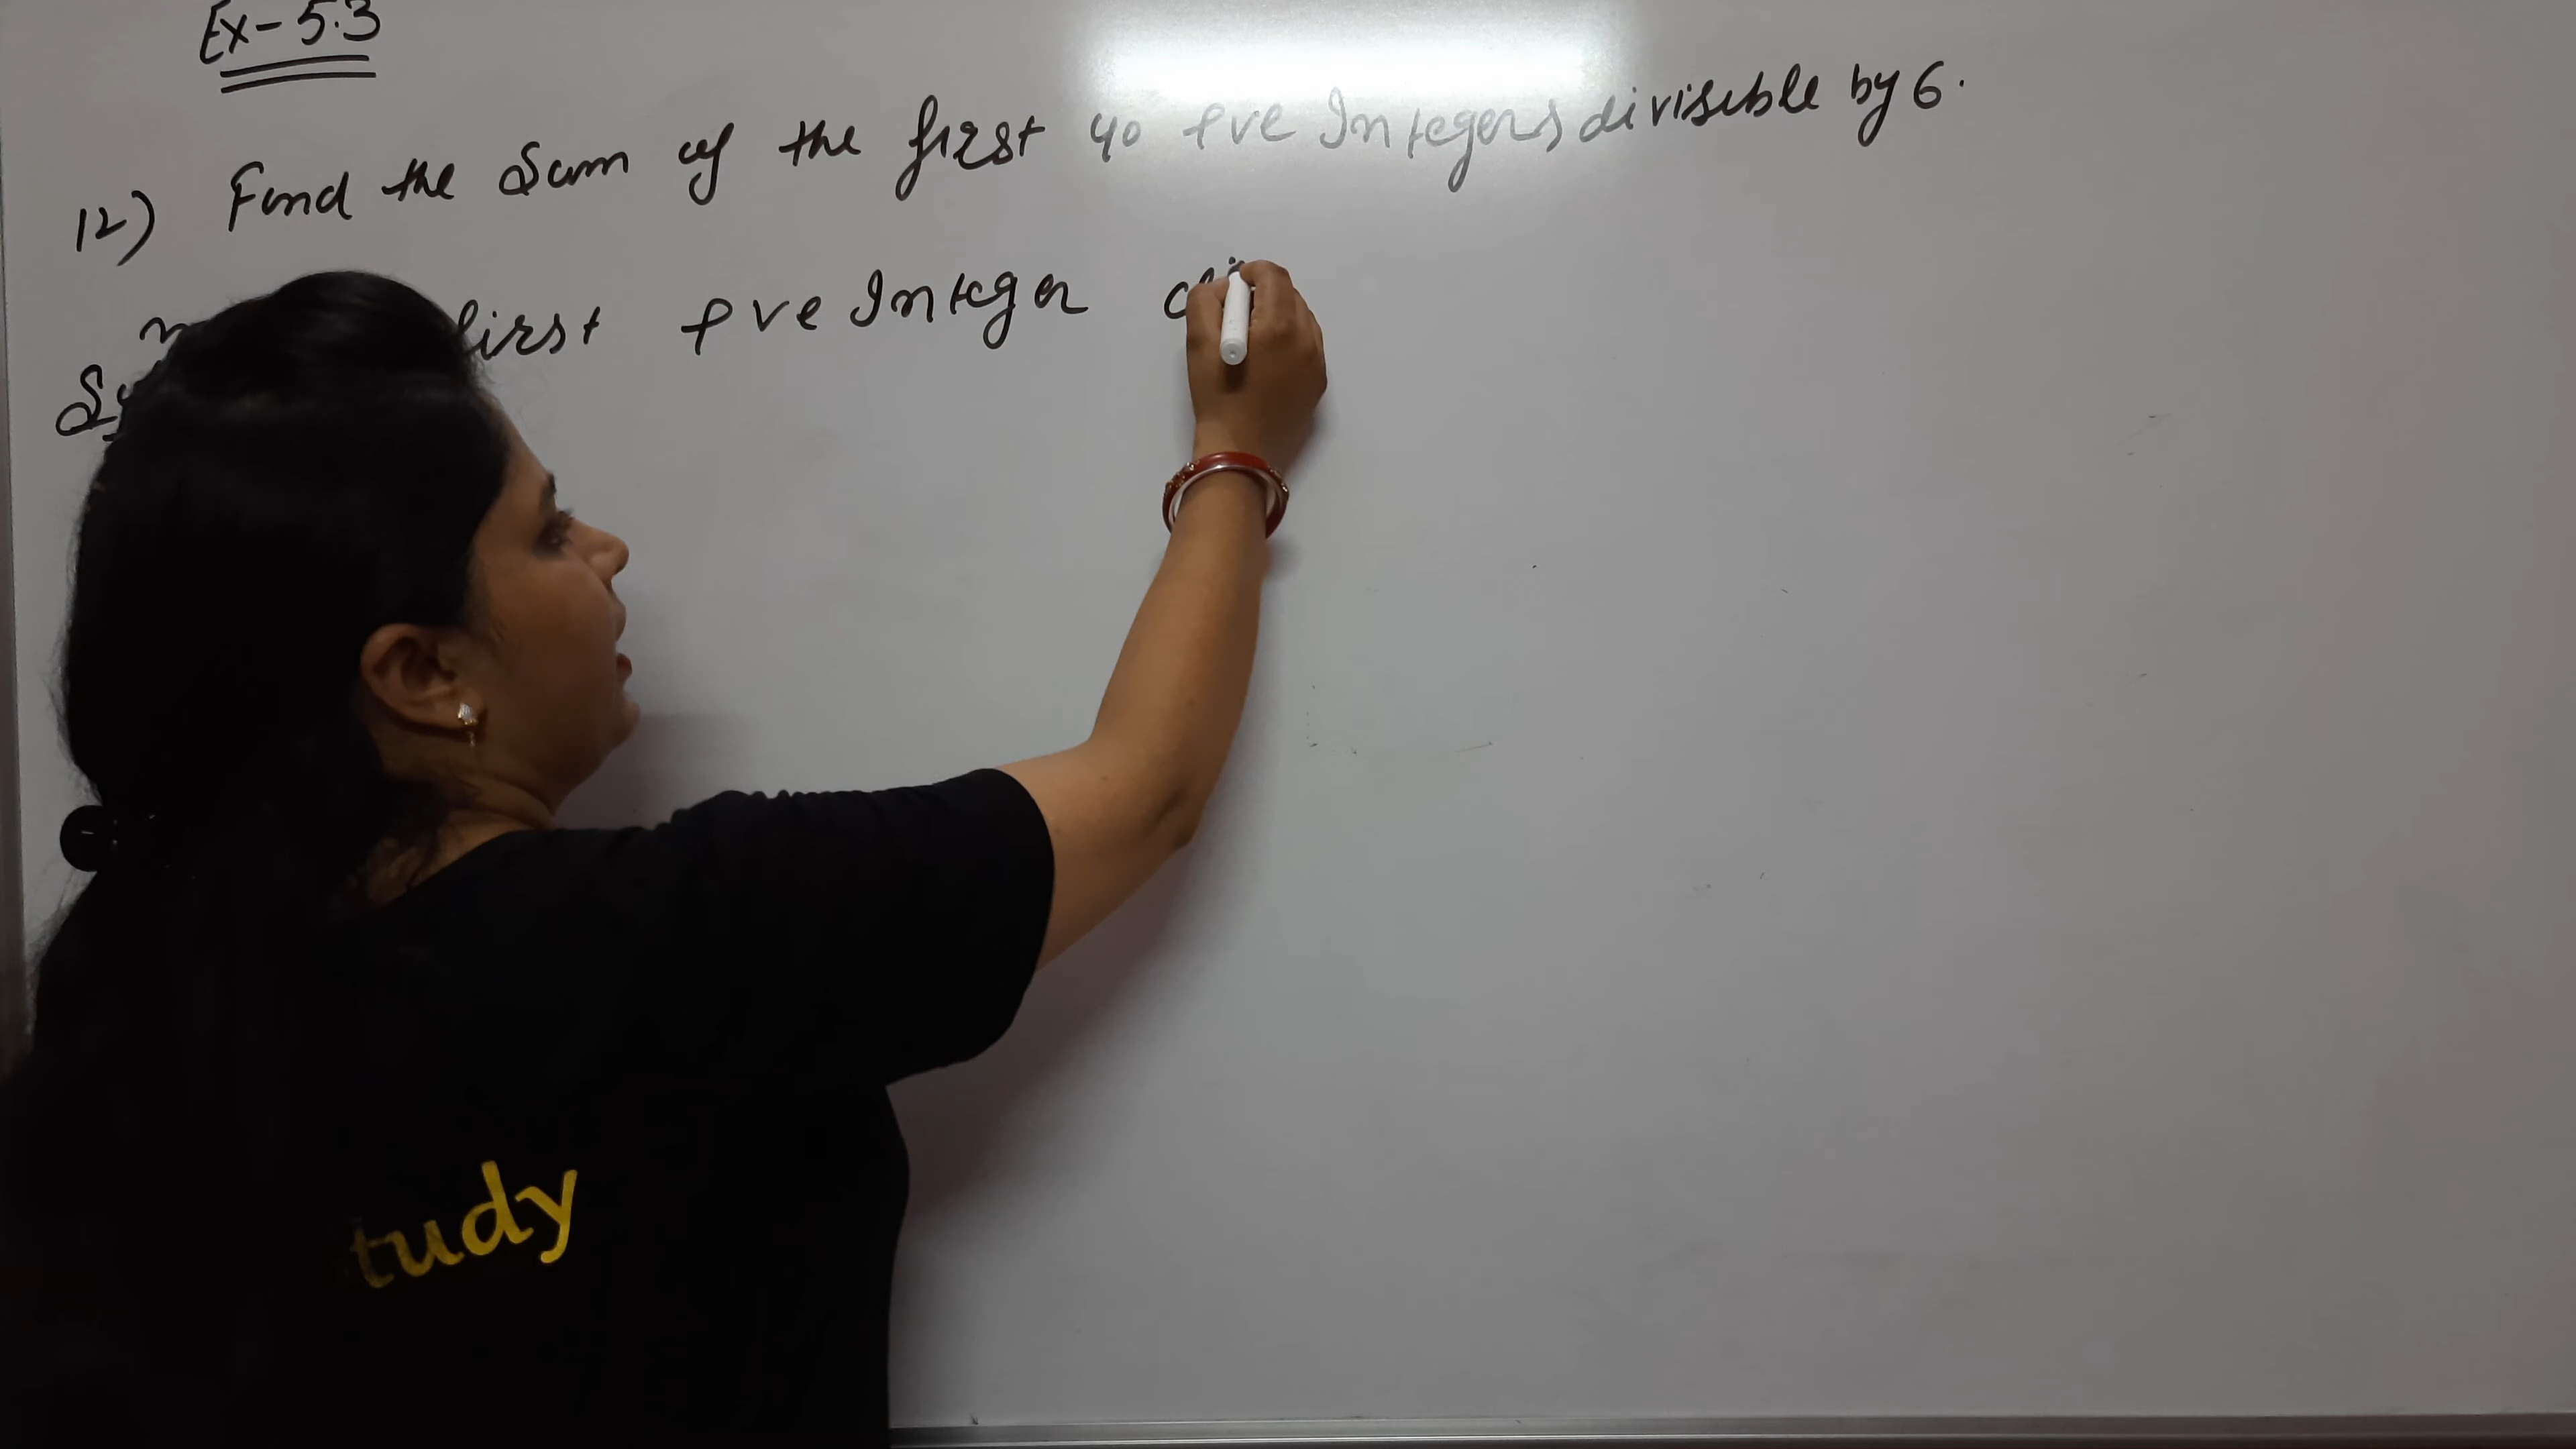 Ex-5.3
12) Find the Sum of the first 40 +ve Integers divisible by 6.
first +ve Integer
tudy